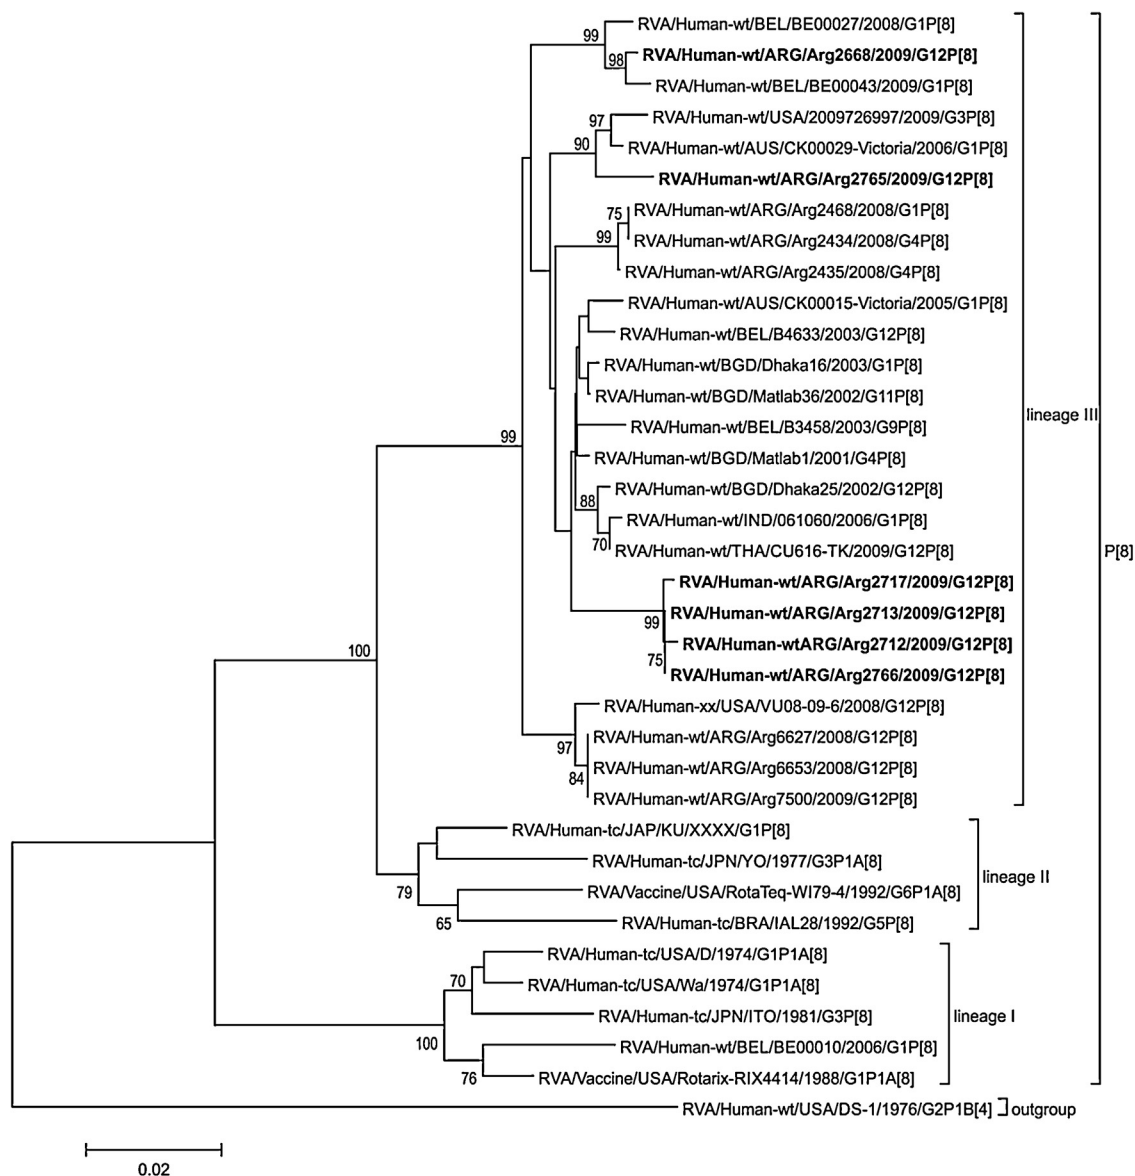 RVA/Human-wt/BEL/BE00027/2008/G1P[8]
99
RVA/Human-wt/ARG/Arg2668/2009/G12P[8]
98
RVA/Human-wt/BEL/BE00043/2009/G1P[8]
RVA/Human-wt/USA/2009726997/2009/G3P[8]
97
90
RVA/Human-wt/AUS/CK00029-Victoria/2006/G1P[8]
RVA/Human-wt/ARG/Arg2765/2009/G12P[8]
RVA/Human-wt/ARG/Arg2468/2008/G1P[8]
75
99
RVA/Human-wt/ARG/Arg2434/2008/G4P[8]
RVA/Human-wt/ARG/Arg2435/2008/G4P[8]
RVA/Human-wt/AUS/CK00015-Victoria/2005/G1P[8]
RVA/Human-wt/BEL/B4633/2003/G12P[8]
RVA/Human-wt/BGD/Dhaka16/2003/G1P[8]
RVA/Human-wt/BGD/Matlab36/2002/G11P[8]
lineage III
RVA/Human-wt/BEL/B3458/2003/G9P[8]
99
RVA/Human-wt/BGD/Matlab1/2001/G4P[8]
RVA/Human-wt/BGD/Dhaka25/2002/G12P[8]
88
RVA/Human-wt/IND/061060/2006/G1P[8]
70
RVA/Human-wt/THA/CU616-TK/2009/G12P[8]
P[8]
RVA/Human-wt/ARG/Arg2717/2009/G12P[8]
RVA/Human-wt/ARG/Arg2713/2009/G12P[8]
99
RVA/Human-wtARG/Arg2712/2009/G12P[8]
100
75
RVA/Human-wt/ARG/Arg2766/2009/G12P[8]
RVA/Human-xx/USA/VU08-09-6/2008/G12P[8]
RVA/Human-wt/ARG/Arg6627/2008/G12P[8]
97
RVA/Human-wt/ARG/Arg6653/2008/G12P[8]
84
RVA/Human-wt/ARG/Arg7500/2009/G12P[8]
RVA/Human-tc/JAP/KU/XXXX/G1P[8]
RVA/Human-tc/JPN/YO/1977/G3P1A[8]
lineage II
79
RVA/Vaccine/USA/RotaTeq-WI79-4/1992/G6P1A[8]
65
RVA/Human-tc/BRA/IAL28/1992/G5P[8]
RVA/Human-tc/USA/D/1974/G1P1A[8]
70
RVA/Human-tc/USA/Wa/1974/G1P1A[8]
RVA/Human-tc/JPN/ITO/1981/G3P[8]
lineage I
100
RVA/Human-wt/BEL/BE00010/2006/G1P[8]
76
RVA/Vaccine/USA/Rotarix-RIX4414/1988/G1P1A[8]
RVA/Human-wt/USA/DS-1/1976/G2P1B[4]
outgroup
0.02